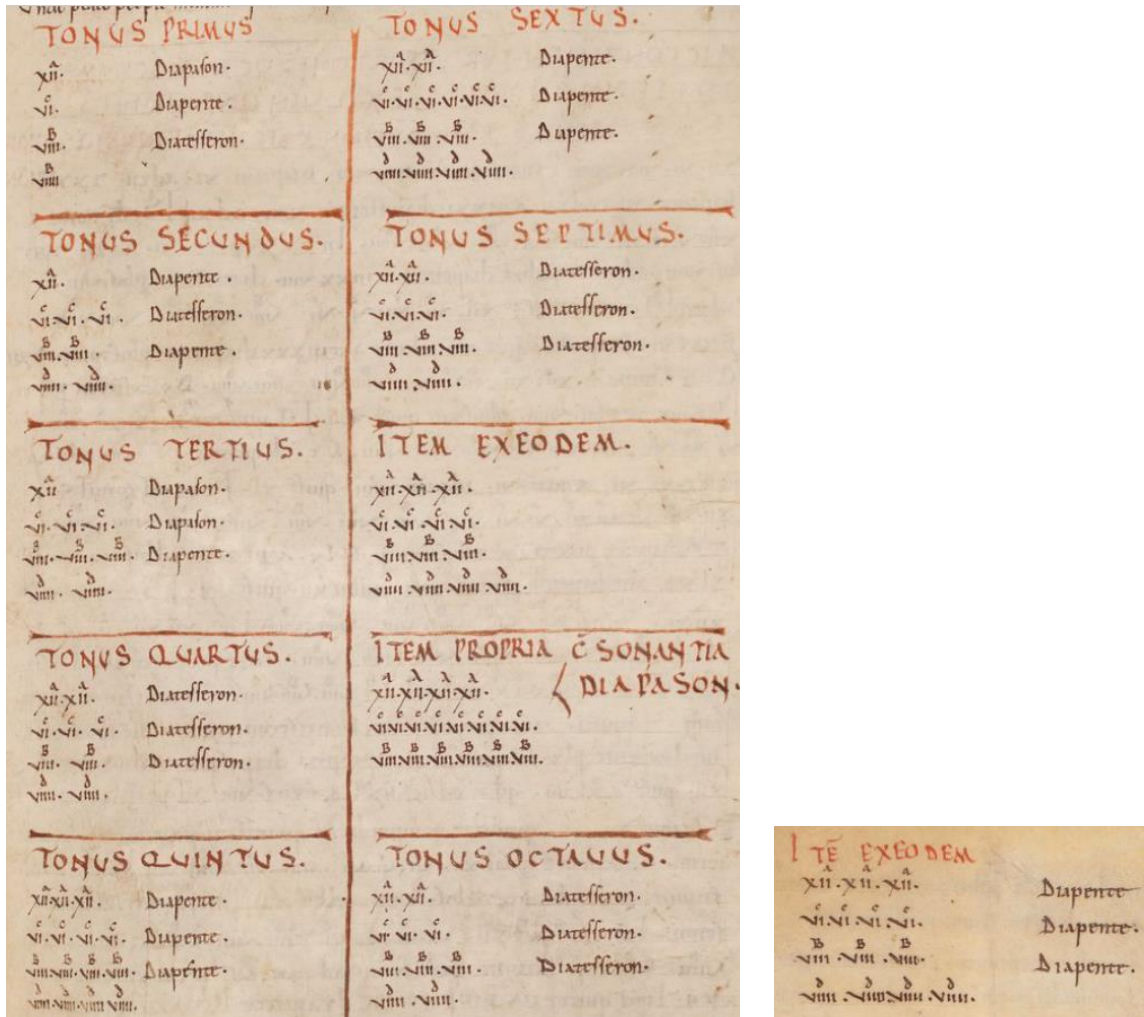 TONUS PRIMUS
A
xii. Diapason.
c
vi. Diapente.
B
viii. Diatesseron.
B
viiii
TONUS SECUNDUS.
A
xii. Diapente.
c c c
vi.vi.vi. Diatesseron.
B B
viii.viii. Diapente.
d d
viiii.viiii.
TONUS TERTIUS.
A
xii Diapason.
c c c
vi.vi.vi. Diapason.
B B B
viii.viii.viii. Diapente.
d d
viiii.viiii.
TONUS QUARTUS.
A A
xii.xii. Diatesseron.
c c c
vi.vi.vi. Diatesseron.
B B
viii.viii. Diatesseron.
d d
viiii.viiii.
TONUS QUINTUS.
A A A
xii.xii.xii. Diapente.
c c c c
vi.vi.vi.vi. Diapente.
B B B B
viii.viii.viii.viii. Diapente.
d d d d
viiii.viiii.viiii.viiii.
TONUS SEXTUS.
A A
xii.xii. Diapente.
c c c c c c
vi.vi.vi.vi.vi.vi. Diapente.
B B B
viii.viii.viii. Diapente.
d d d d
viiii.viiii.viiii.viiii.
TONUS SEPTIMUS.
A A
xii.xii. Diatesseron.
c c c
vi.vi.vi. Diatesseron.
B B B
viii.viii.viii. Diatesseron.
d d
viiii.viiii.
ITEM EXEODEM.
A A A
xii.xii.xii.
c c c c
vi.vi.vi.vi.
B B B
viii.viii.viii.
d d d d
viiii.viiii.viiii.viiii.
ITEM PROPRIA C̄SONANTIA
DIAPASON.
A A A A
xii.xii.xii.xii.
c c c c c c c c
vi.vi.vi.vi.vi.vi.vi.vi.
B B B B B B
viii.viii.viii.viii.viii.viii.
TONUS OCTAUUS.
A A
xii.xii. Diatesseron.
c c c
vi.vi.vi. Diatesseron.
B B B
viii.viii.viii. Diatesseron.
d d
viiii.viiii.
ITĒ EXEODEM
A A A
xii.xii.xii. Diapente
c c c c
vi.vi.vi.vi. Diapente.
B B B
viii.viii.viii. Diapente.
d d d d
viiii.viiii.viiii.viiii.